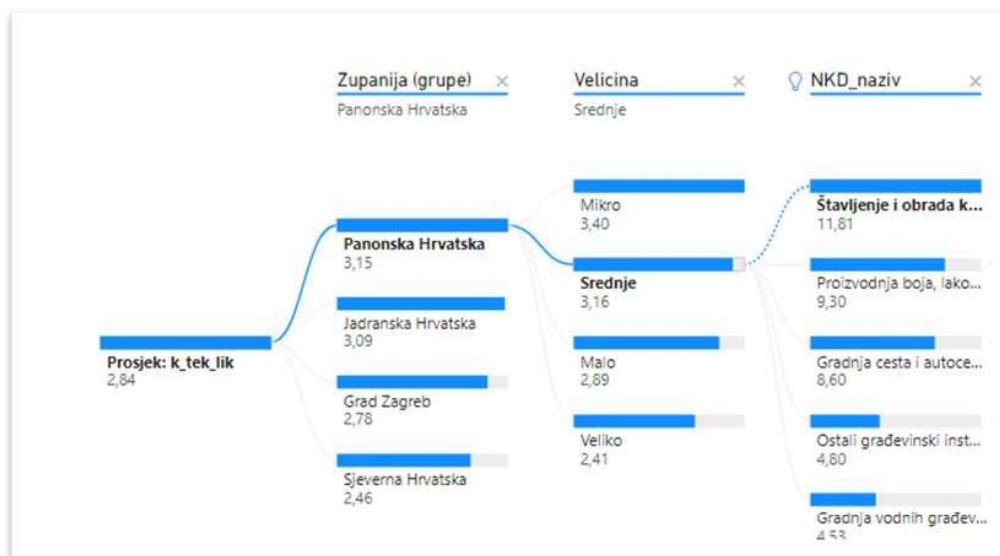 Zupanija (grupe) ×
Panonska Hrvatska
Velicina ×
Srednje
NKD_naziv ×
Prosjek: k_tek_lik
2,84
Panonska Hrvatska
3,15
Jadranska Hrvatska
3,09
Grad Zagreb
2,78
Sjeverna Hrvatska
2,46
Mikro
3,40
Srednje
3,16
Malo
2,89
Veliko
2,41
Štavljenje i obrada k...
11,81
Proizvodnja boja, lako...
9,30
Gradnja cesta i autoce...
8,60
Ostali građevinski inst...
4,80
Gradnja vodnih građev...
4,53